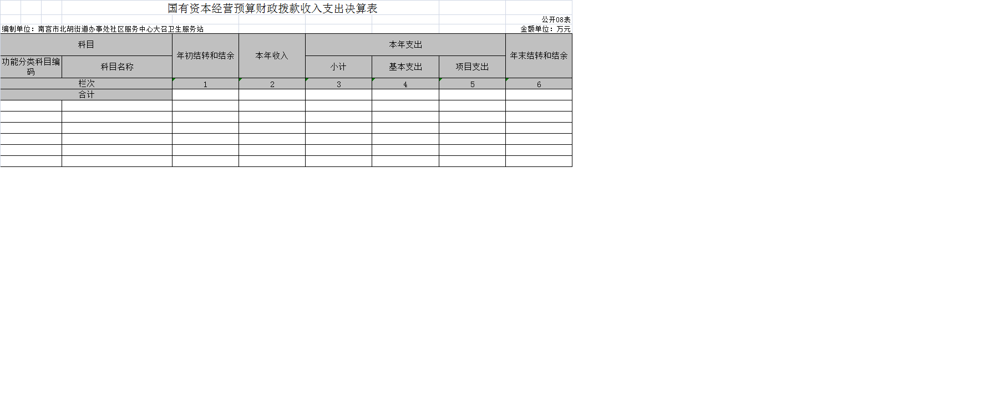 国有资本经营预算财政拨款收入支出决算表
公开08表
编制单位：南宫市北胡街道办事处社区服务中心大召卫生服务站 金额单位：万元
科目 年初结转和结余 本年收入 本年支出 年末结转和结余
功能分类科目编
码 科目名称 小计 基本支出 项目支出
栏次 1 2 3 4 5 6
合计